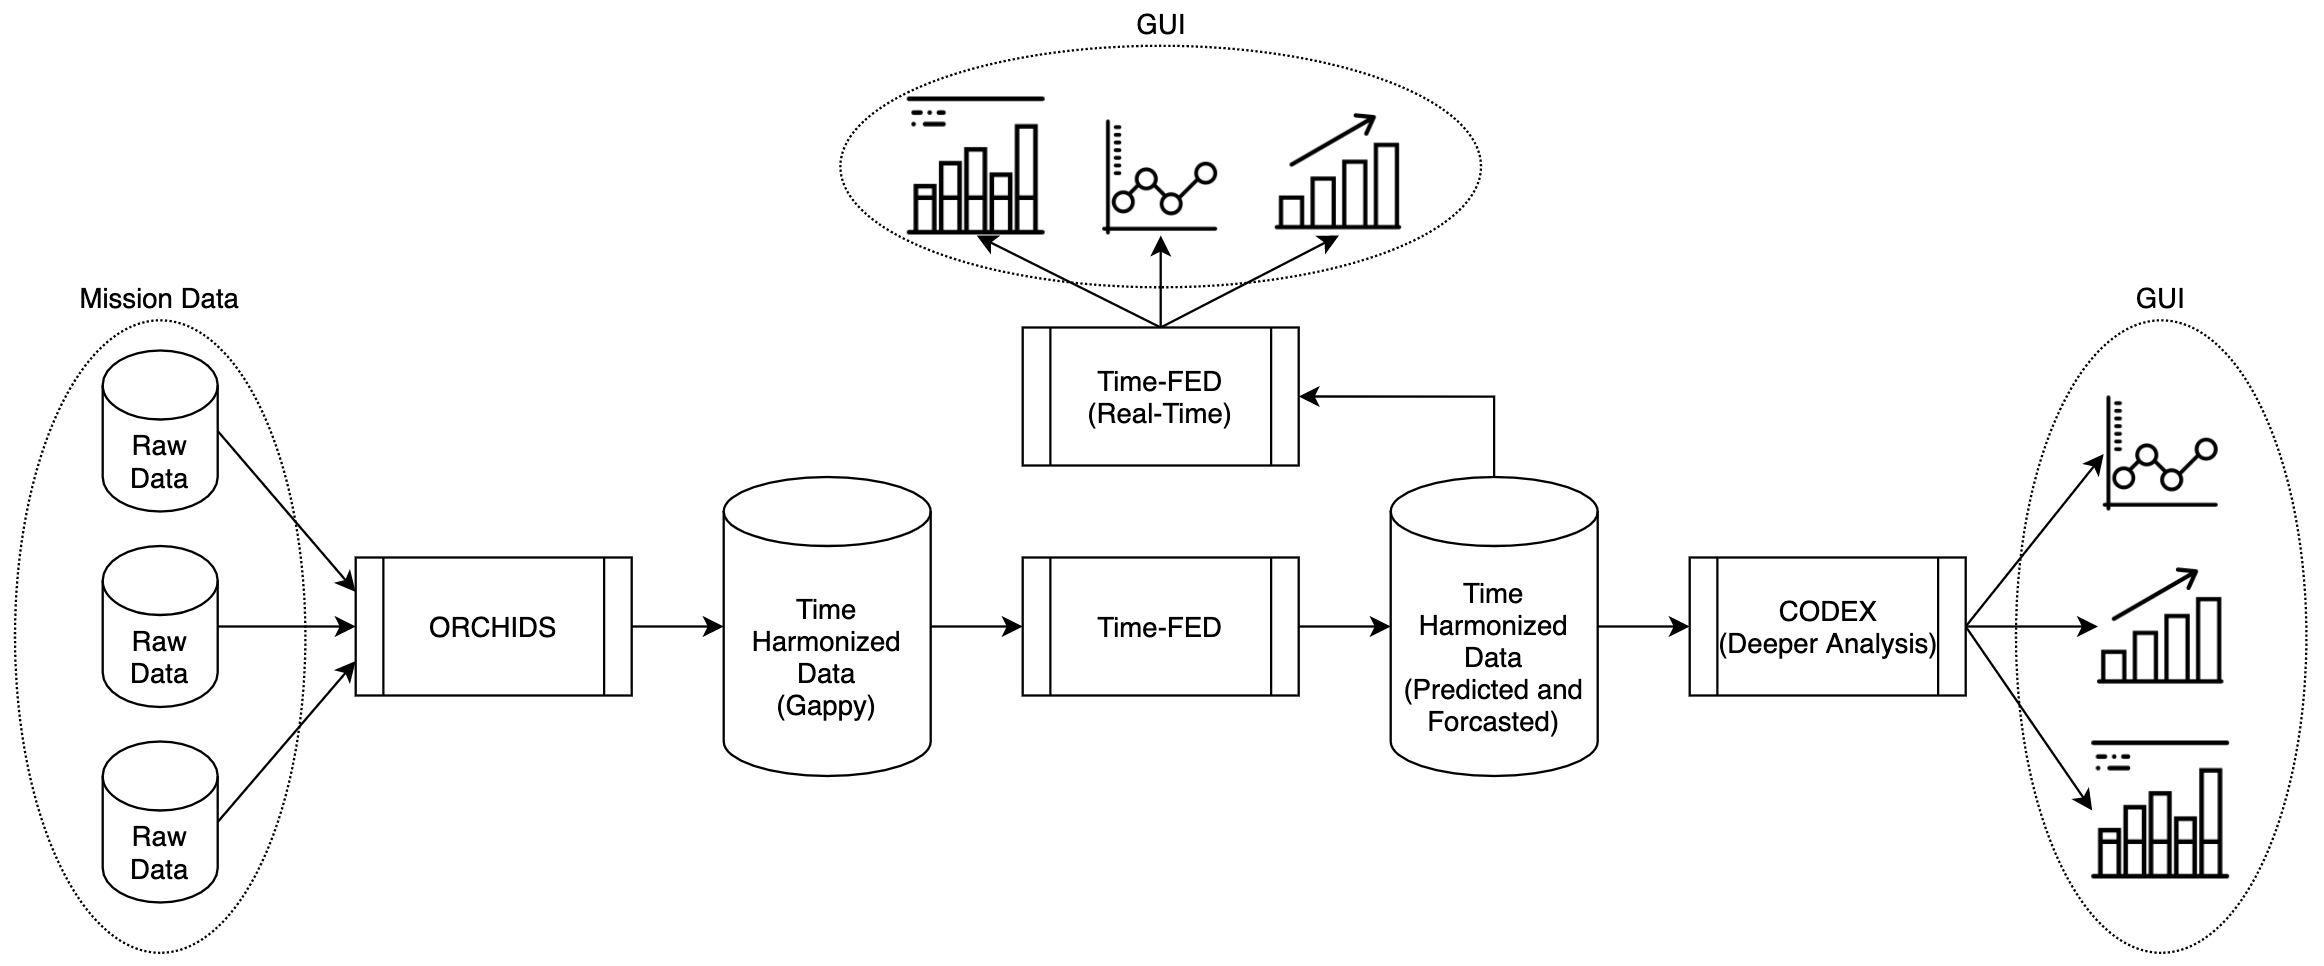 GUI
Mission Data
Raw
Data
Raw
Data
Raw
Data
ORCHIDS
Time
Harmonized
Data
(Gappy)
Time-FED
(Real-Time)
Time-FED
Time
Harmonized
Data
(Predicted and
Forcasted)
CODEX
(Deeper Analysis)
GUI